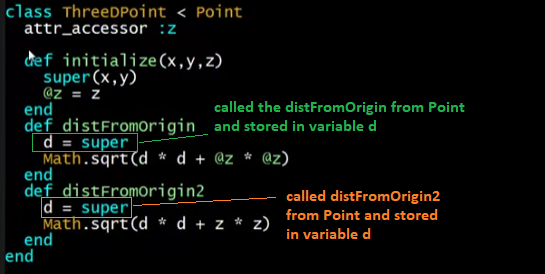 class ThreeDPoint < Point
attr_accessor :z
def initialize(x,y,z)
super(x,y)
@z = z
end
def distFromOrigin
d = super
Math.sqrt(d * d + @z * @z)
end
def distFromOrigin2
d = super
Math.sqrt(d * d + z * z)
end
end
called the distFromOrigin from Point
and stored in variable d
called distFromOrigin2
from Point and stored
in variable d